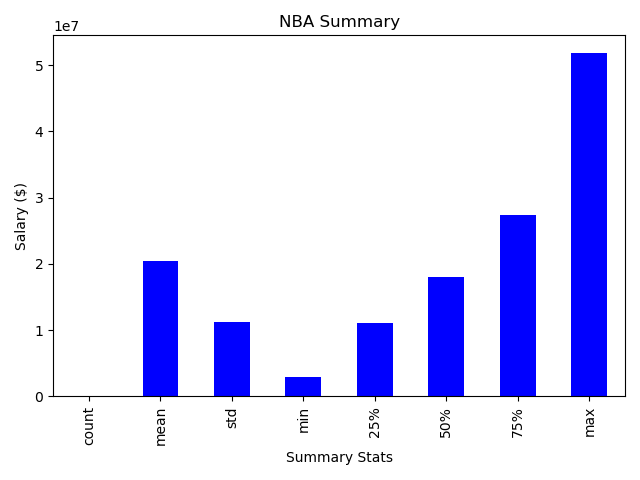 NBA Summary
1e7
Salary ($)
5
4
3
2
1
0
count
mean
std
min
25%
50%
75%
max
Summary Stats